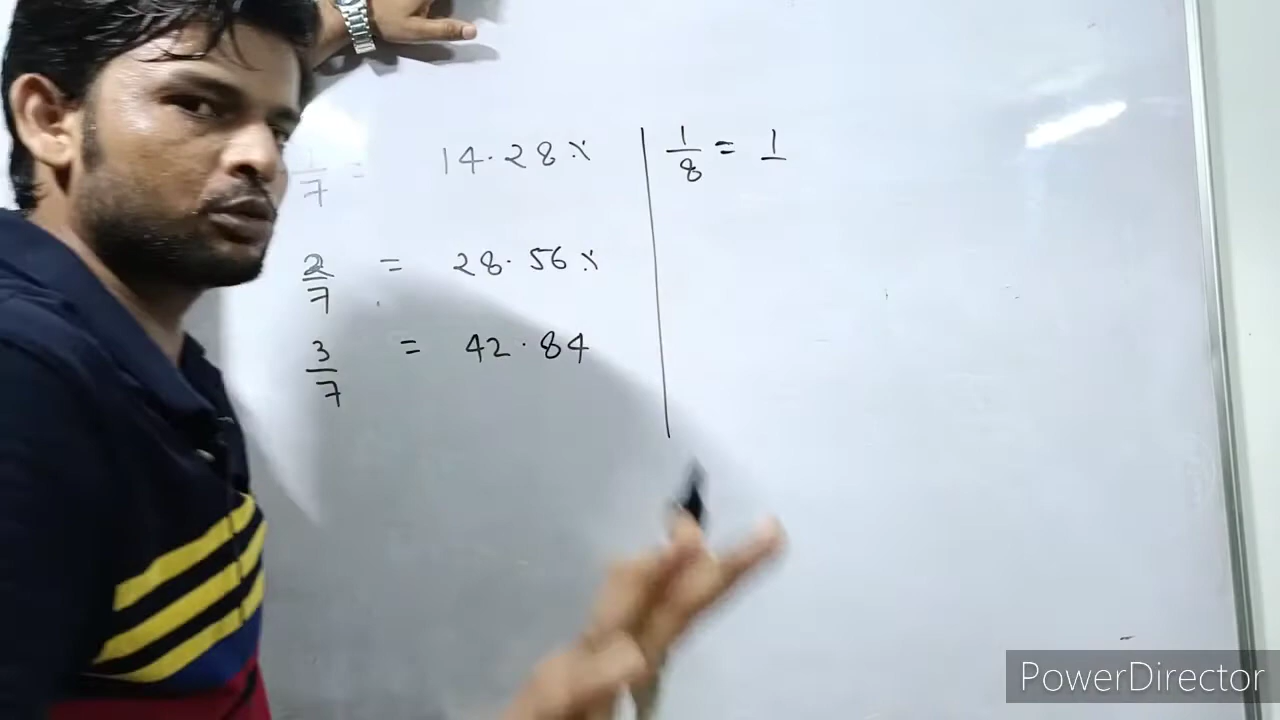 1/7 = 14.28%
2/7 = 28.56%
3/7 = 42.84
1/8 = 1
PowerDirector